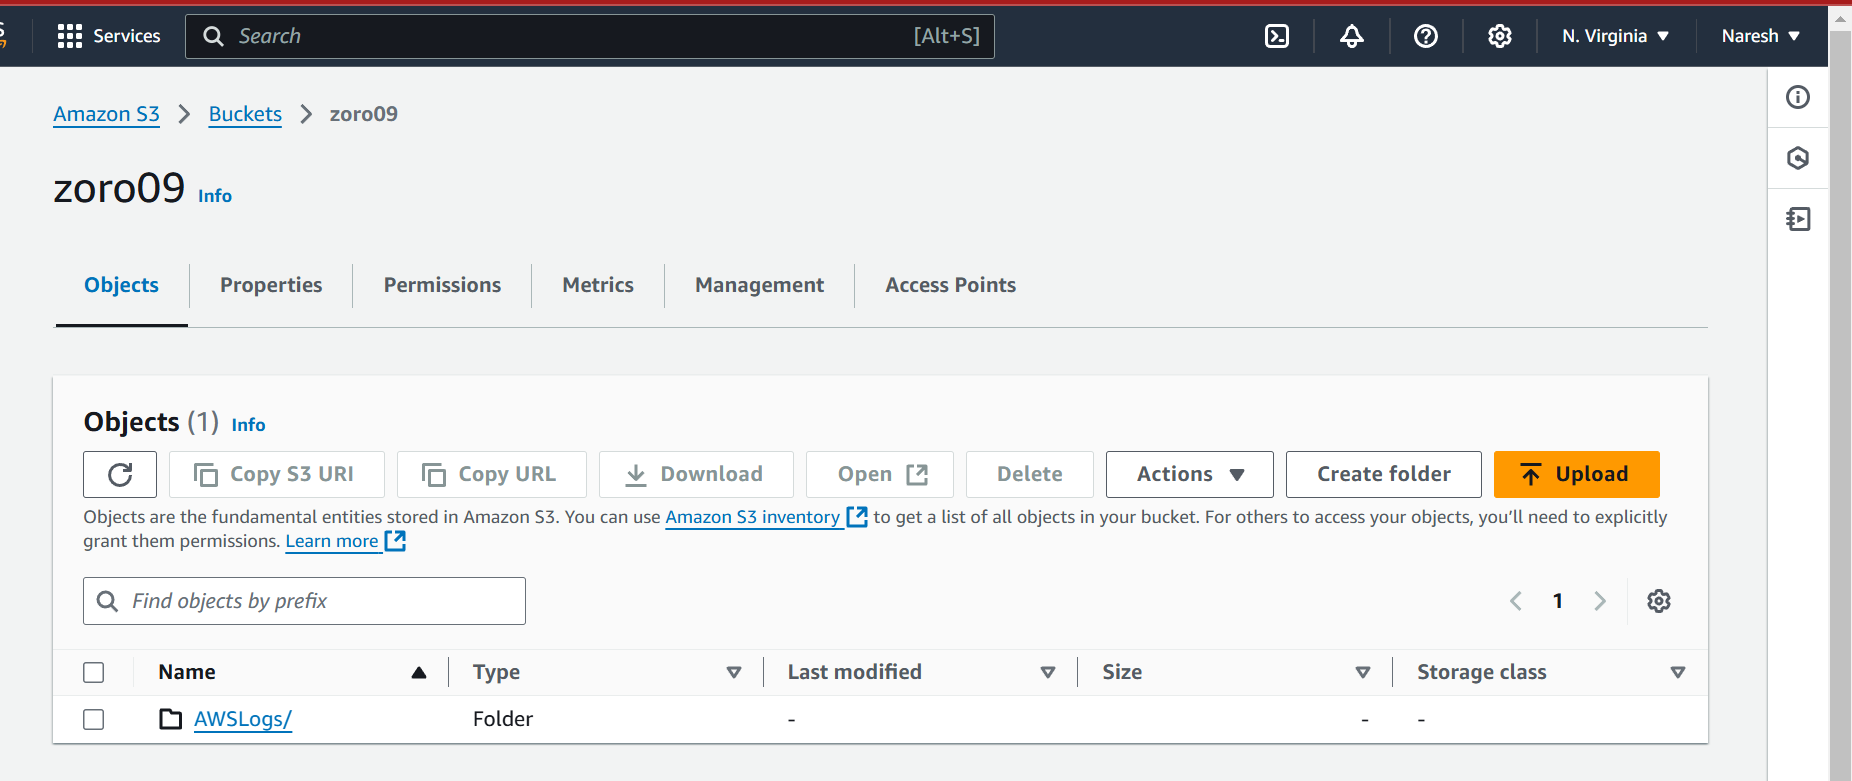 Services Search [Alt+S] N. Virginia Naresh
Amazon S3 Buckets zoro09
zoro09 Info
Objects Properties Permissions Metrics Management Access Points
Objects (1) Info
Copy S3 URI Copy URL Download Open Delete Actions Create folder Upload
Objects are the fundamental entities stored in Amazon S3. You can use Amazon S3 inventory to get a list of all objects in your bucket. For others to access your objects, you’ll need to explicitly
grant them permissions. Learn more
Find objects by prefix 1
Name Type Last modified Size Storage class
AWSLogs/ Folder - - -